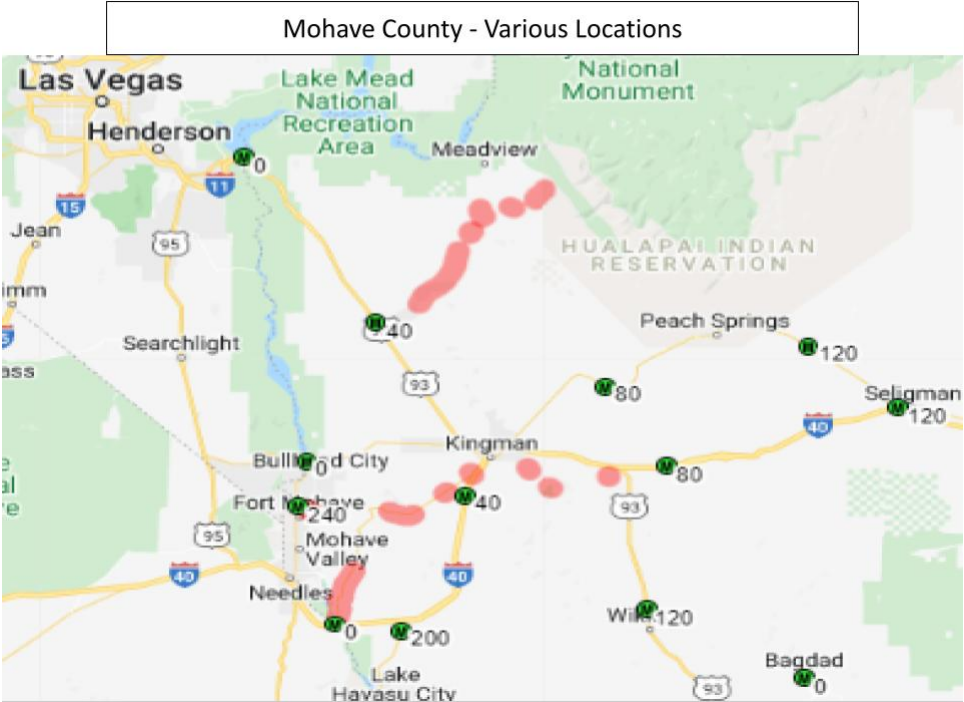 Mohave County - Various Locations
Las Vegas
Lake Mead
National
Recreation
Area
National
Monument
Henderson
Meadview
0
11
15
Jean
95
HUALAPAI INDIAN
RESERVATION
imm
40
Peach Springs
Searchlight
120
93
80
Seligman
120
40
Kingman
0
City
80
Fort
240
40
93
95
Mohave
Valley
40
40
Needles
0
200
120
Bagdad
0
Lake
Havasu City
93